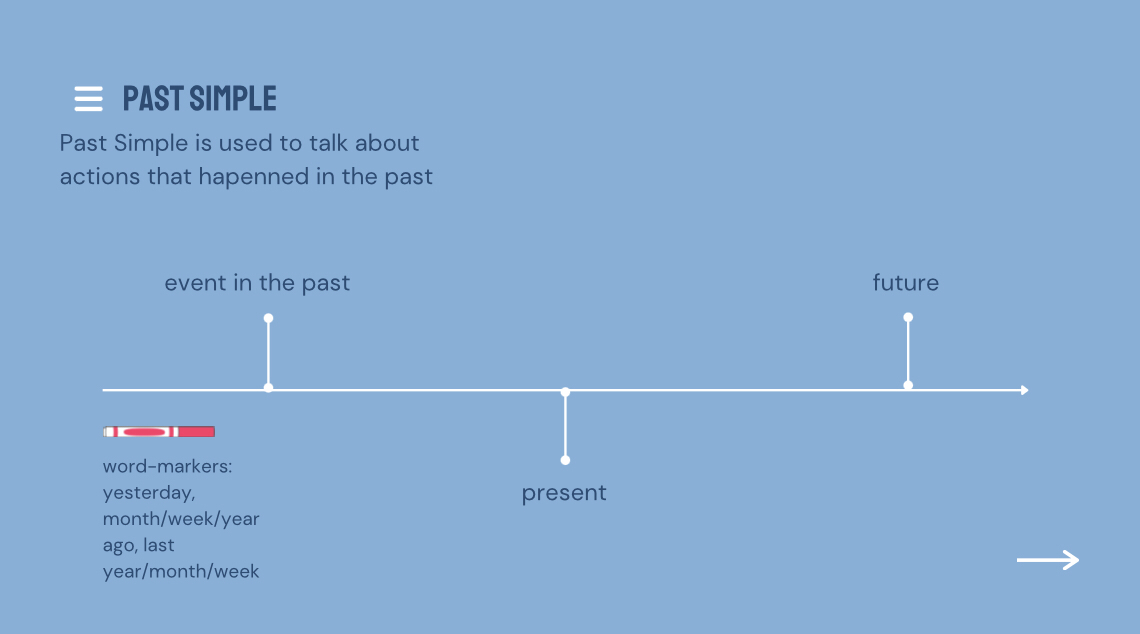 PAST SIMPLE
Past Simple is used to talk about
actions that hapenned in the past
event in the past
future
present
word-markers:
yesterday,
month/week/year
ago, last
year/month/week